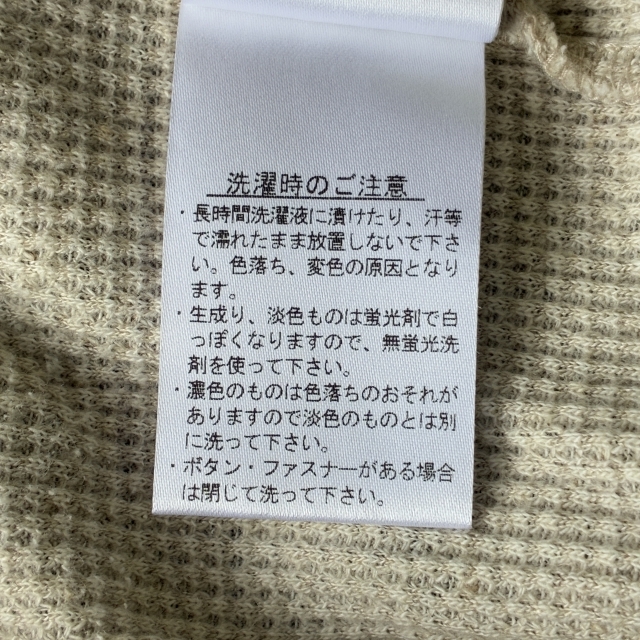 洗濯時のご注意
・長時間洗濯液に漬けたり、汗等
で濡れたまま放置しないで下さ
い。色落ち、変色の原因となり
ます。
・生成り、淡色ものは蛍光剤で白
っぽくなりますので、無蛍光洗
剤を使って下さい。
・濃色のものは色落ちのおそれが
ありますので淡色のものとは別
に洗って下さい。
・ボタン・ファスナーがある場合
は閉じて洗って下さい。